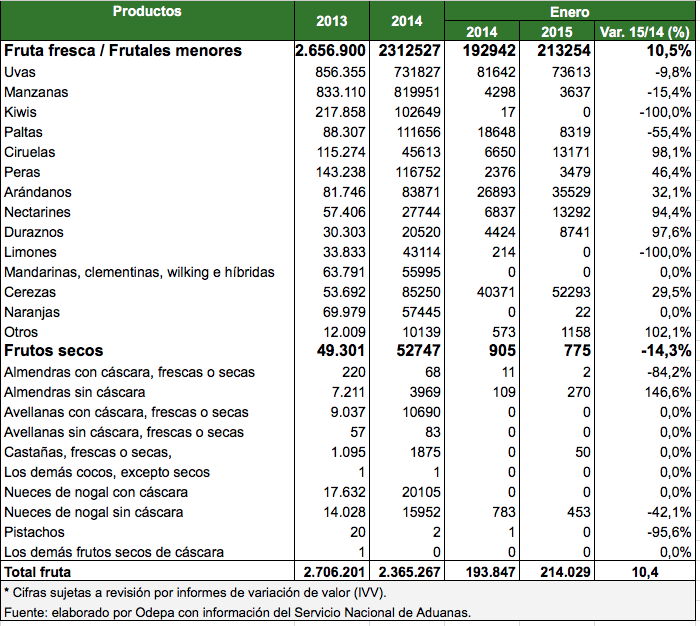 Productos 2013 2014 Enero
2014 2015 Var. 15/14 (%)
Fruta fresca / Frutales menores 2.656.900 2312527 192942 213254 10,5%
Uvas 856.355 731827 81642 73613 -9,8%
Manzanas 833.110 819951 4298 3637 -15,4%
Kiwis 217.858 102649 17 0 -100,0%
Paltas 88.307 111656 18648 8319 -55,4%
Ciruelas 115.274 45613 6650 13171 98,1%
Peras 143.238 116752 2376 3479 46,4%
Arándanos 81.746 83871 26893 35529 32,1%
Nectarines 57.406 27744 6837 13292 94,4%
Duraznos 30.303 20520 4424 8741 97,6%
Limones 33.833 43114 214 0 -100,0%
Mandarinas, clementinas, wilking e híbridas 63.791 55995 0 0 0,0%
Cerezas 53.692 85250 40371 52293 29,5%
Naranjas 69.979 57445 0 22 0,0%
Otros 12.009 10139 573 1158 102,1%
Frutos secos 49.301 52747 905 775 -14,3%
Almendras con cáscara, frescas o secas 220 68 11 2 -84,2%
Almendras sin cáscara 7.211 3969 109 270 146,6%
Avellanas con cáscara, frescas o secas 9.037 10690 0 0 0,0%
Avellanas sin cáscara, frescas o secas 57 83 0 0 0,0%
Castañas, frescas o secas, 1.095 1875 0 50 0,0%
Los demás cocos, excepto secos 1 1 0 0 0,0%
Nueces de nogal con cáscara 17.632 20105 0 0 0,0%
Nueces de nogal sin cáscara 14.028 15952 783 453 -42,1%
Pistachos 20 2 1 0 -95,6%
Los demás frutos secos de cáscara 1 0 0 0 0,0%
Total fruta 2.706.201 2.365.267 193.847 214.029 10,4
* Cifras sujetas a revisión por informes de variación de valor (IVV).
Fuente: elaborado por Odepa con información del Servicio Nacional de Aduanas.